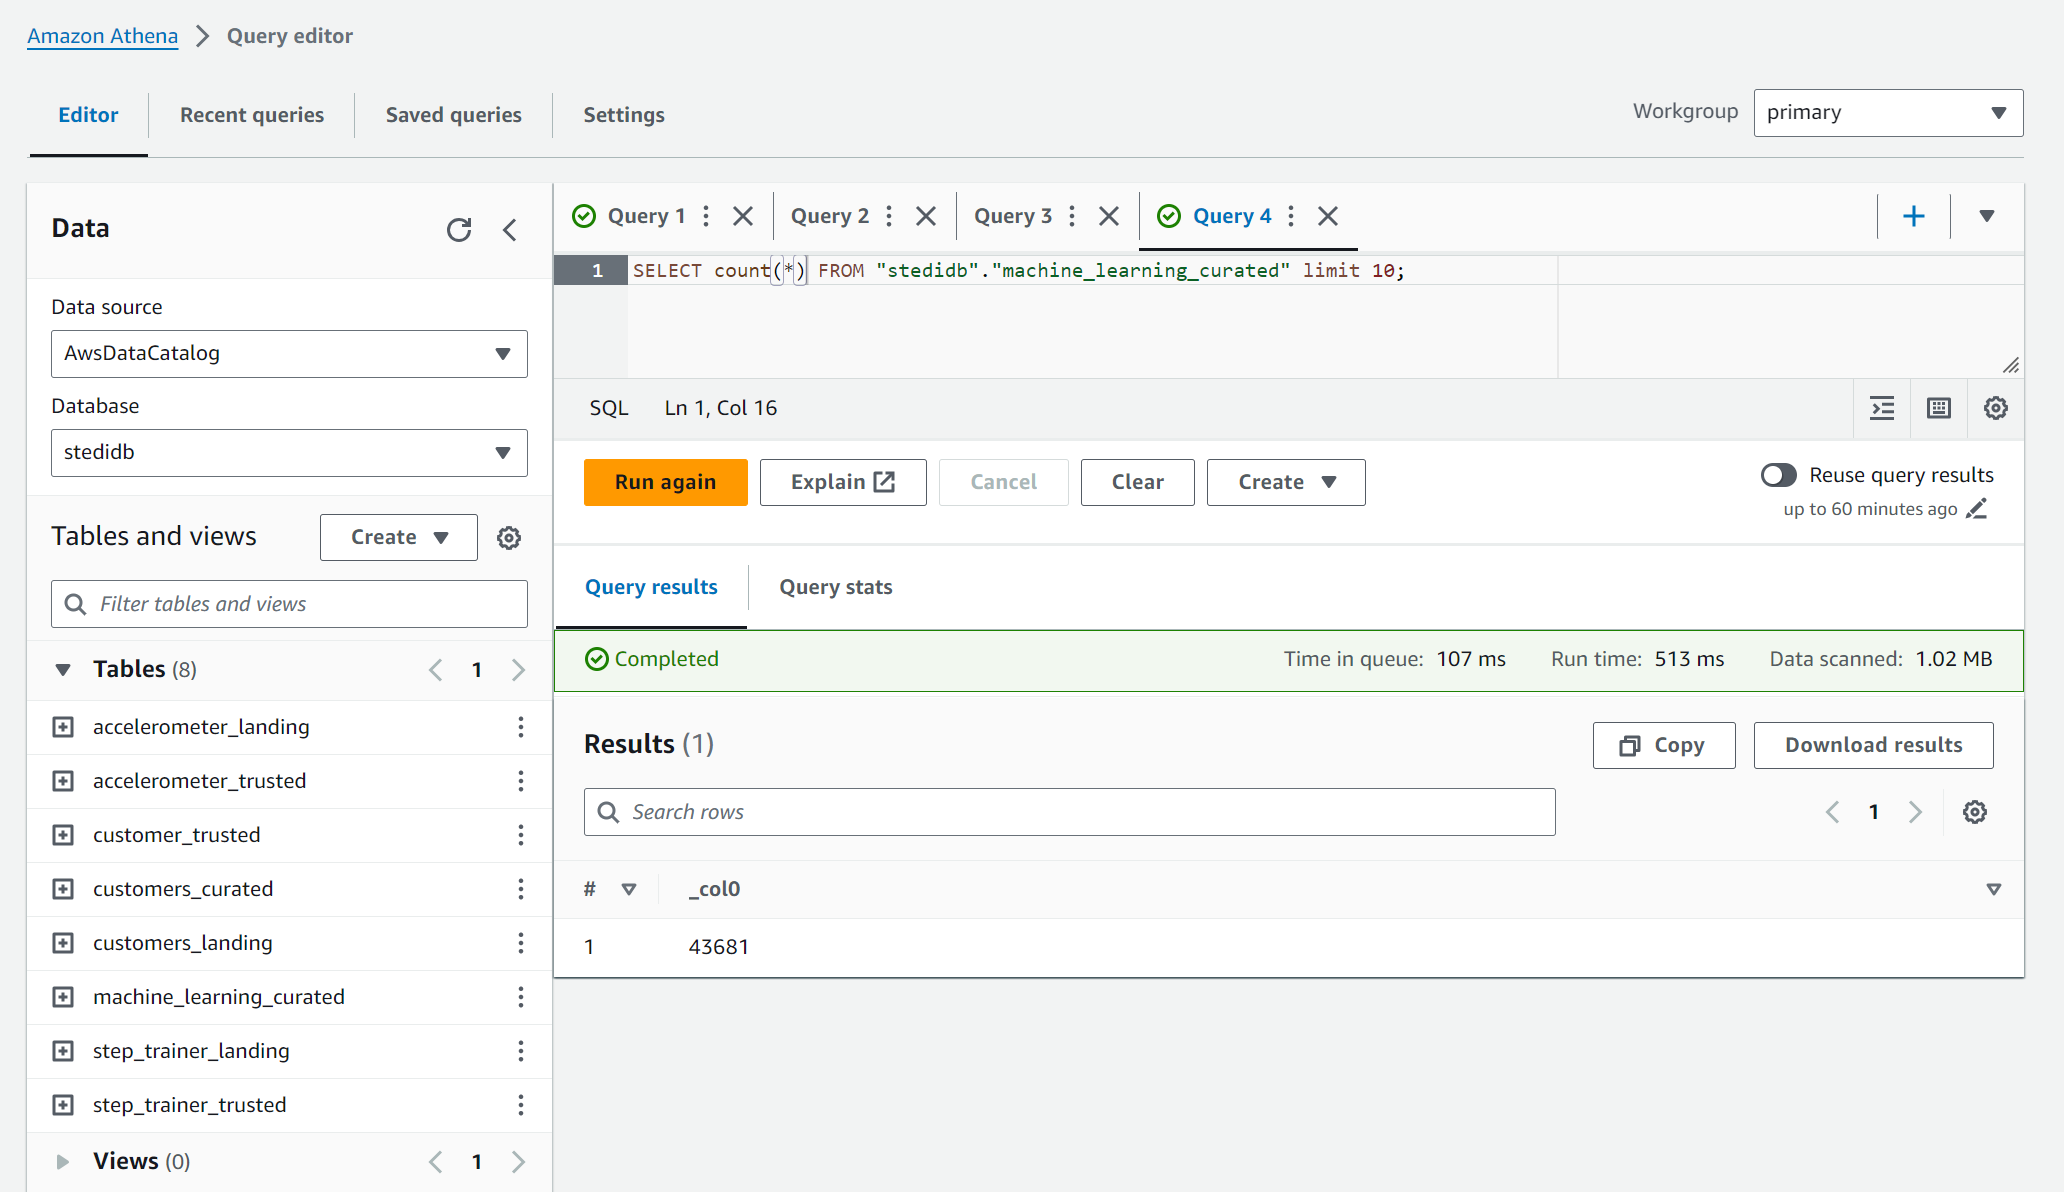 Amazon Athena > Query editor
Editor Recent queries Saved queries Settings
Workgroup primary
Data
Data source
AwsDataCatalog
Database
stedidb
Tables and views Create
Filter tables and views
Tables (8) 1
accelerometer_landing
accelerometer_trusted
customer_trusted
customers_curated
customers_landing
machine_learning_curated
step_trainer_landing
step_trainer_trusted
Views (0) 1
Query 1 Query 2 Query 3 Query 4
1 SELECT count(*) FROM "stedidb"."machine_learning_curated" limit 10;
SQL Ln 1, Col 16
Run again Explain Cancel Clear Create
Reuse query results
up to 60 minutes ago
Query results Query stats
Completed Time in queue: 107 ms Run time: 513 ms Data scanned: 1.02 MB
Results (1) Copy Download results
Search rows 1
# _col0
1 43681